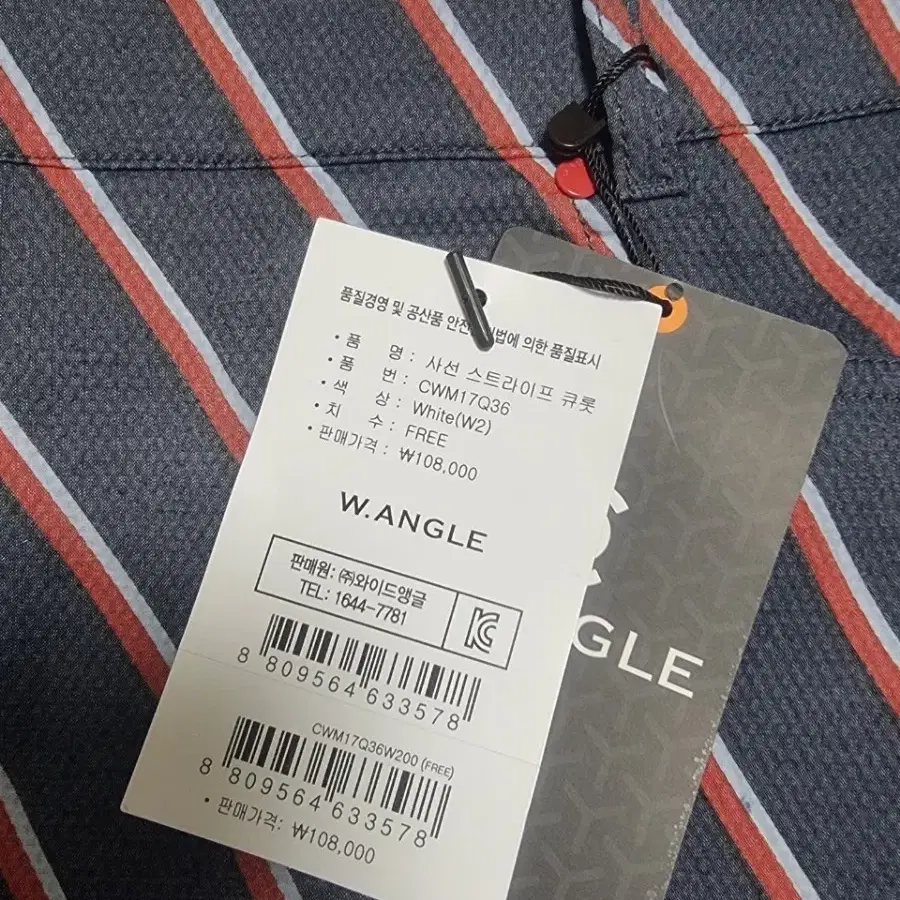 품질경영 및 공산품 안전 법에 의한 품질표시
• 품 명 : 사선 스트라이프 큐롯
• 품 번 : CWM17Q36
• 색 상 : White(W2)
• 치 수 : FREE
• 판매가격 : ₩108,000
W.ANGLE
판매원: ㈜와이드앵글
TEL: 1644-7781
8 809564 633578
CWM17Q36W200 (FREE)
8 809564 633578
• 판매가격: ₩108,000
NGLE